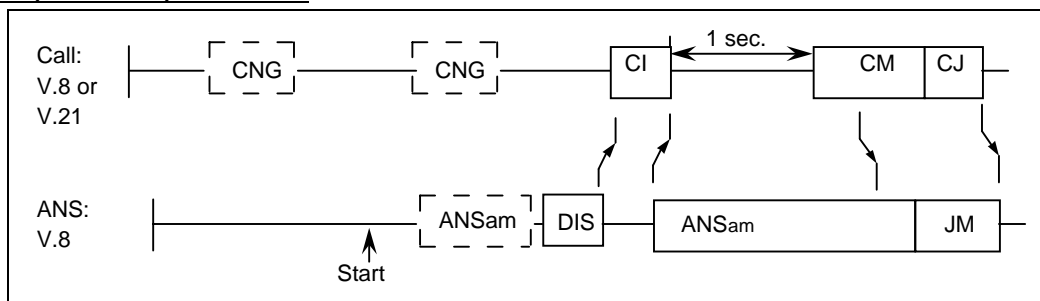 Call:
V.8 or
V.21
CNG
CNG
CI
1 sec.
CM
CJ
ANS:
V.8
Start
ANSam
DIS
ANSam
JM